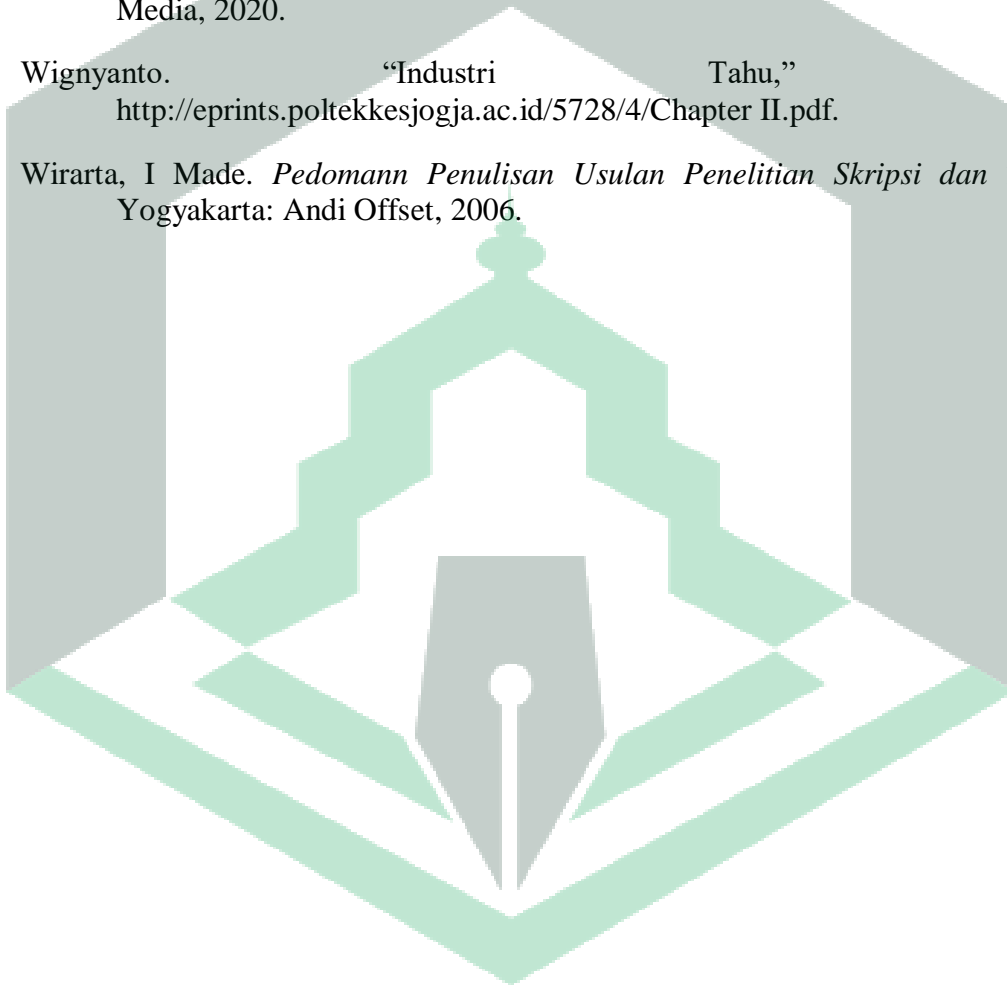 Media, 2020.
Wignyanto. “Industri Tahu,”
http://eprints.poltekkesjogja.ac.id/5728/4/Chapter II.pdf.
Wirarta, I Made. Pedomann Penulisan Usulan Penelitian Skripsi dan
Yogyakarta: Andi Offset, 2006.